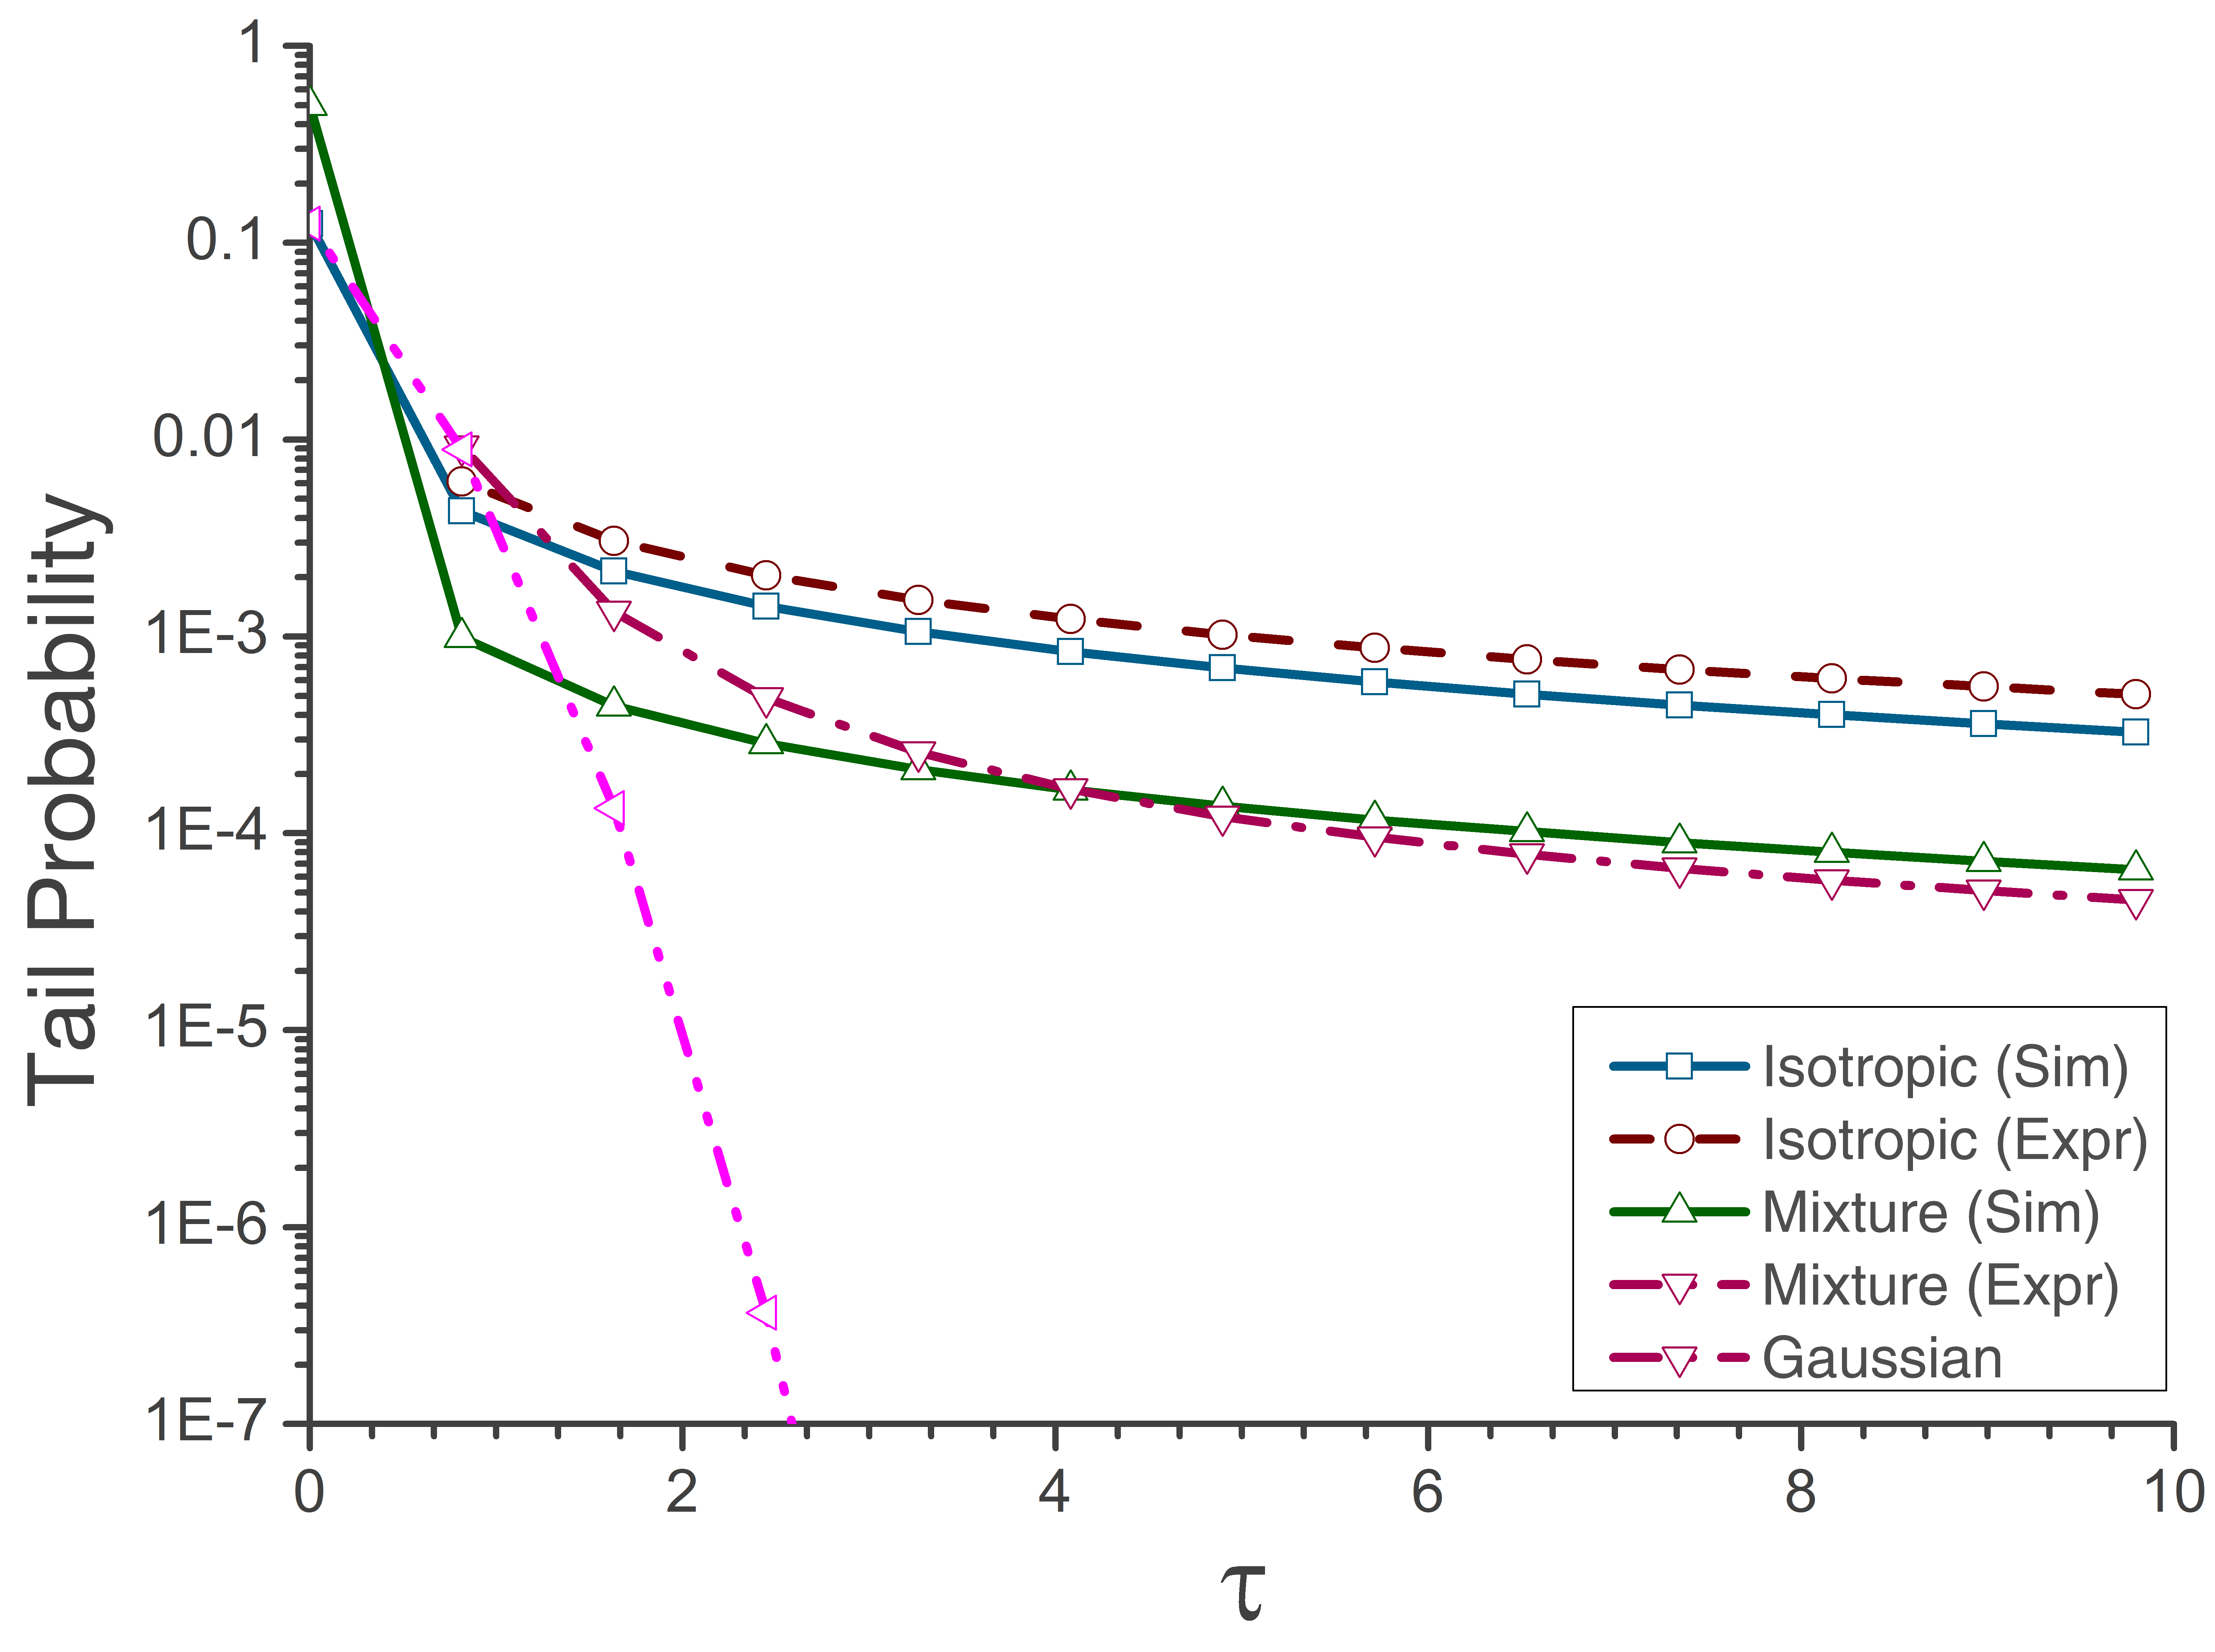 1
0.1
0.01
1E-3
1E-4
1E-5
1E-6
1E-7
Tail Probability
0 2 4 6 8 10
τ
Isotropic (Sim)
Isotropic (Expr)
Mixture (Sim)
Mixture (Expr)
Gaussian